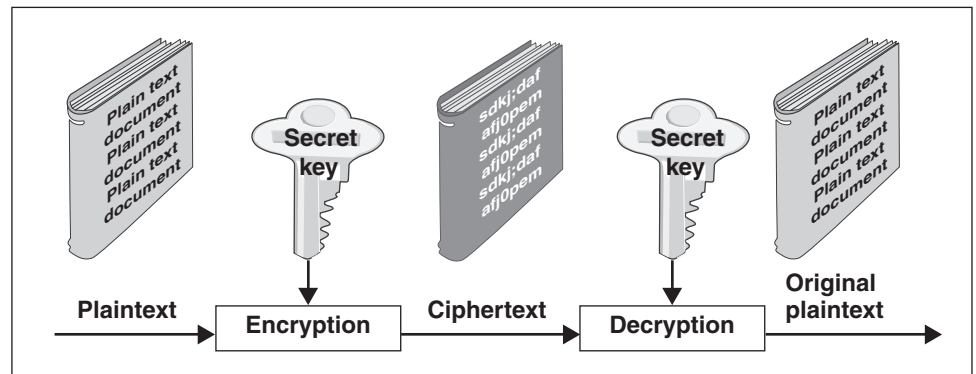 Plain text
document
Plain text
document
Plain text
document
Secret
key
sdkj;daf
afj0pem
sdkj;daf
afj0pem
sdkj;daf
afj0pem
Secret
key
Plain text
document
Plain text
document
Plain text
document
Plaintext
Encryption
Ciphertext
Decryption
Original
plaintext